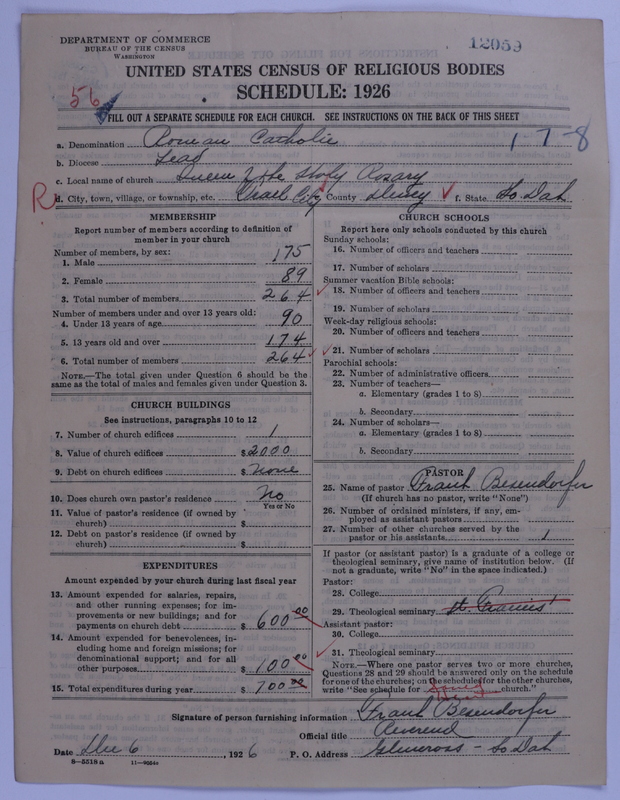 DEPARTMENT OF COMMERCE
BUREAU OF THE CENSUS
WASHINGTON
12059
UNITED STATES CENSUS OF RELIGIOUS BODIES
SCHEDULE: 1926
56
FILL OUT A SEPARATE SCHEDULE FOR EACH CHURCH. SEE INSTRUCTIONS ON THE BACK OF THIS SHEET
a. Denomination Roman Catholic 1-7-8
b. Diocese Lead
c. Local name of church Holy Rosary
d. City, town, village, or township, etc. City County Dewey f. State. So. Dak
MEMBERSHIP
Report number of members according to definition of
member in your church
Number of members, by sex:
1. Male 175
2. Female 89
3. Total number of members 264
Number of members under and over 13 years old:
4. Under 13 years of age 90
5. 13 years old and over 174
6. Total number of members 264
NOTE.—The total given under Question 6 should be
same as the total of males and females given under Question 3.
CHURCH BUILDINGS
See instructions, paragraphs 10 to 12
7. Number of church edifices 1
8. Value of church edifices $2000
9. Debt on church edifices $ None
10. Does church own pastor's residence No
Yes or No
11. Value of pastor's residence (if owned by
church) $
12. Debt on pastor's residence (if owned by
church) $
EXPENDITURES
Amount expended by your church during last fiscal year
13. Amount expended for salaries, repairs,
and other running expenses; for im-
provements or new buildings; and for
payments on church debt $ 600.00
14. Amount expended for benevolences, in-
cluding home and foreign missions; for
denominational support; and for all
other purposes $ 100.00
15. Total expenditures during year $ 700.00
CHURCH SCHOOLS
Report here only schools conducted by this church
Sunday schools:
16. Number of officers and teachers
17. Number of scholars
Summer vacation Bible schools:
18. Number of officers and teachers
19. Number of scholars
Week-day religious schools:
20. Number of officers and teachers
21. Number of scholars
Parochial schools:
22. Number of administrative officers
23. Number of teachers—
a. Elementary (grades 1 to 8)
b. Secondary
24. Number of scholars—
a. Elementary (grades 1 to 8)
b. Secondary
PASTOR
25. Name of pastor Frank Besendorfer
(If church has no pastor, write "None")
26. Number of ordained ministers, if any, em-
ployed as assistant pastors
27. Number of other churches served by the
pastor or his assistants 1
If pastor (or assistant pastor) is a graduate of a college or
theological seminary, give name of institution below. (If
not a graduate, write "No" in the space indicated.)
Pastor:
28. College
29. Theological seminary St. Francis'
Assistant pastor:
30. College
31. Theological seminary
NOTE.—Where one pastor serves two or more churches,
Questions 28 and 29 should be answered only on the schedule
for one of the churches; on the schedules for the other churches,
write "See schedule for church."
Signature of person furnishing information Frank Besendorfer
Official title Reverend
Date Dec 6, 1926 P. O. Address Glencross - So Dak
8-5518a 11-9554a